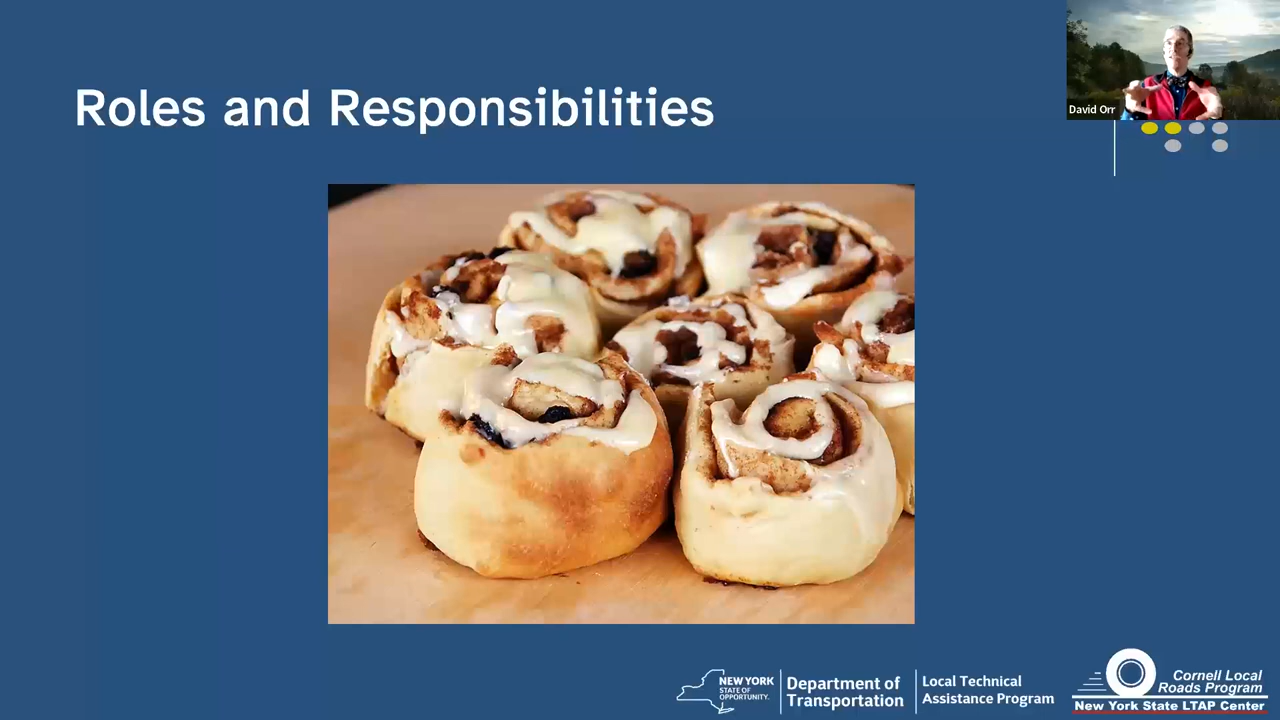 David Orr
Roles and Responsibilities
NEW YORK
STATE OF
OPPORTUNITY.
Department of
Transportation
Local Technical
Assistance Program
Cornell Local
Roads Program
New York State LTAP Center